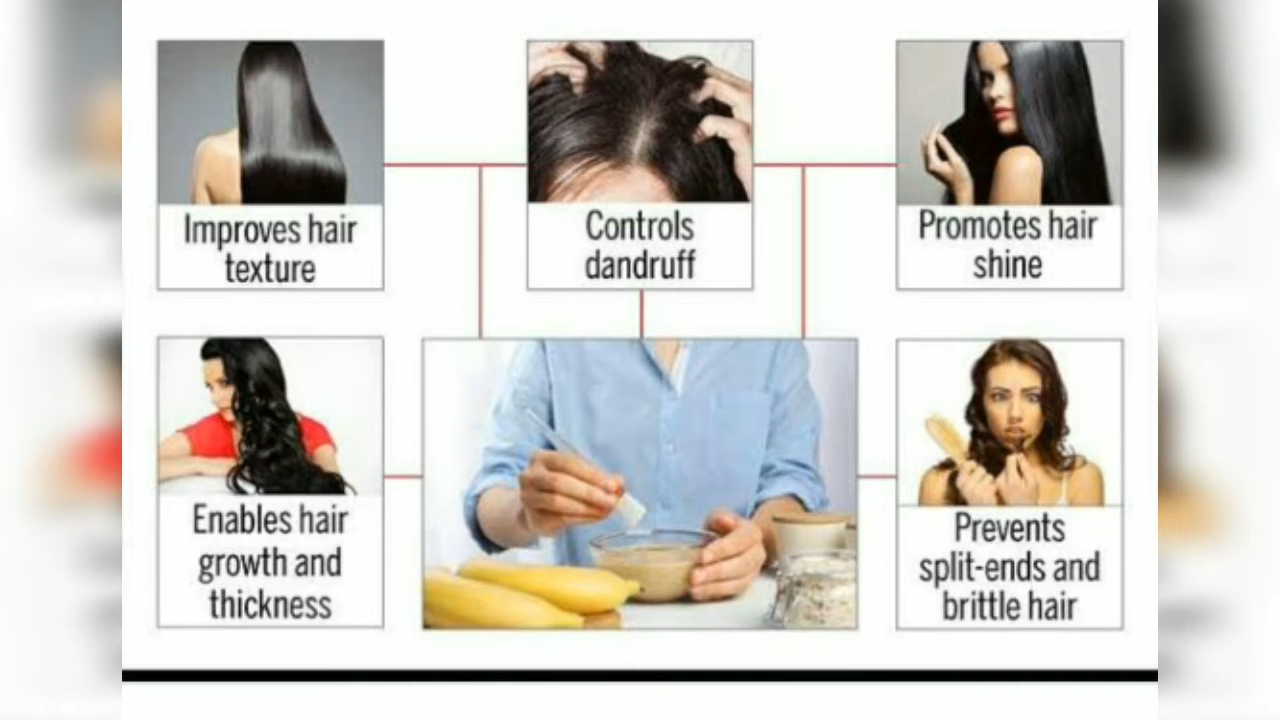 Improves hair
texture
Controls
dandruff
Promotes hair
shine
Enables hair
growth and
thickness
Prevents
split-ends and
brittle hair